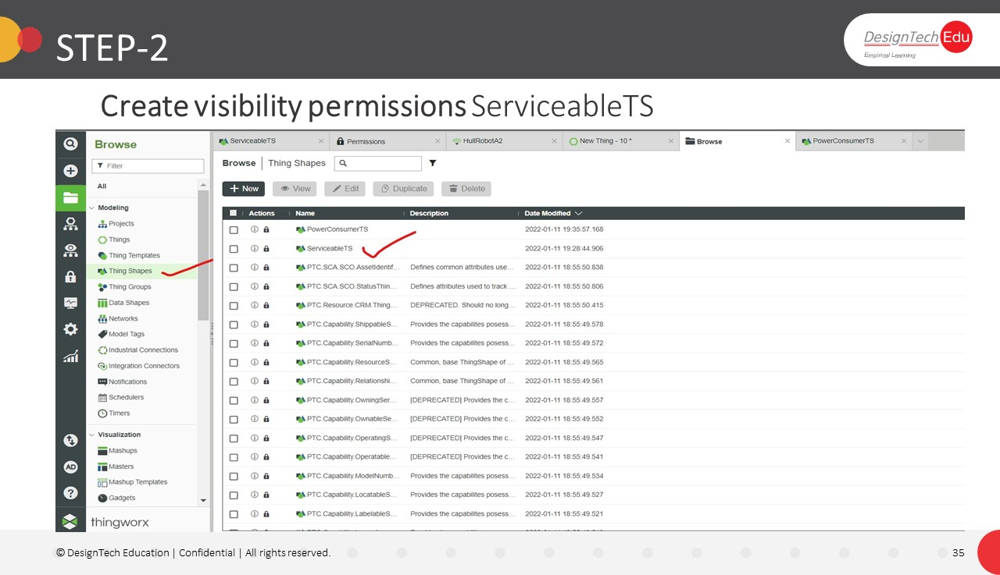 STEP-2
DesignTech Edu
Empirical Learning
Create visibility permissions ServiceableTS
Browse
Filter
All
Modeling
Projects
Things
Thing Templates
Thing Shapes
Thing Groups
Data Shapes
Networks
Model Tags
Industrial Connections
Integration Connectors
Notifications
Schedulers
Timers
Visualization
Mashups
Masters
Mashup Templates
Gadgets
AD
thingworx
ServiceableTS Permissions HullRobotA2 New Thing - 10 * Browse PowerConsumerTS
Browse | Thing Shapes
New View Edit Duplicate Delete
Actions Name Description Date Modified
PowerConsumerTS 2022-01-11 19:35:57.168
ServiceableTS 2022-01-11 19:28:44.906
PTC.SCA.SCO.AssetIdentif... Defines common attributes use... 2022-01-11 18:55:50.838
PTC.SCA.SCO.StatusThin... Defines attributes used to track ... 2022-01-11 18:55:50.806
PTC.Resource.CRM.Thing... DEPRECATED. Should no long... 2022-01-11 18:55:50.415
PTC.Capability.ShippableS... Provides the capabilites posess... 2022-01-11 18:55:49.578
PTC.Capability.SerialNumb... Provides the capabilites posess... 2022-01-11 18:55:49.572
PTC.Capability.ResourceS... Common, base ThingShape of ... 2022-01-11 18:55:49.565
PTC.Capability.Relationshi... Common, base ThingShape of ... 2022-01-11 18:55:49.561
PTC.Capability.OwningSer... [DEPRECATED] Provides the c... 2022-01-11 18:55:49.557
PTC.Capability.OwnableSe... [DEPRECATED] Provides the c... 2022-01-11 18:55:49.552
PTC.Capability.OperatingS... [DEPRECATED] Provides the c... 2022-01-11 18:55:49.547
PTC.Capability.Operatable... [DEPRECATED] Provides the c... 2022-01-11 18:55:49.541
PTC.Capability.ModelNumb... Provides the capabilites posess... 2022-01-11 18:55:49.534
PTC.Capability.LocatableS... Provides the capabilites posess... 2022-01-11 18:55:49.527
PTC.Capability.LabelableS... Provides the capabilites posess... 2022-01-11 18:55:49.521
© DesignTech Education | Confidential | All rights reserved.
35